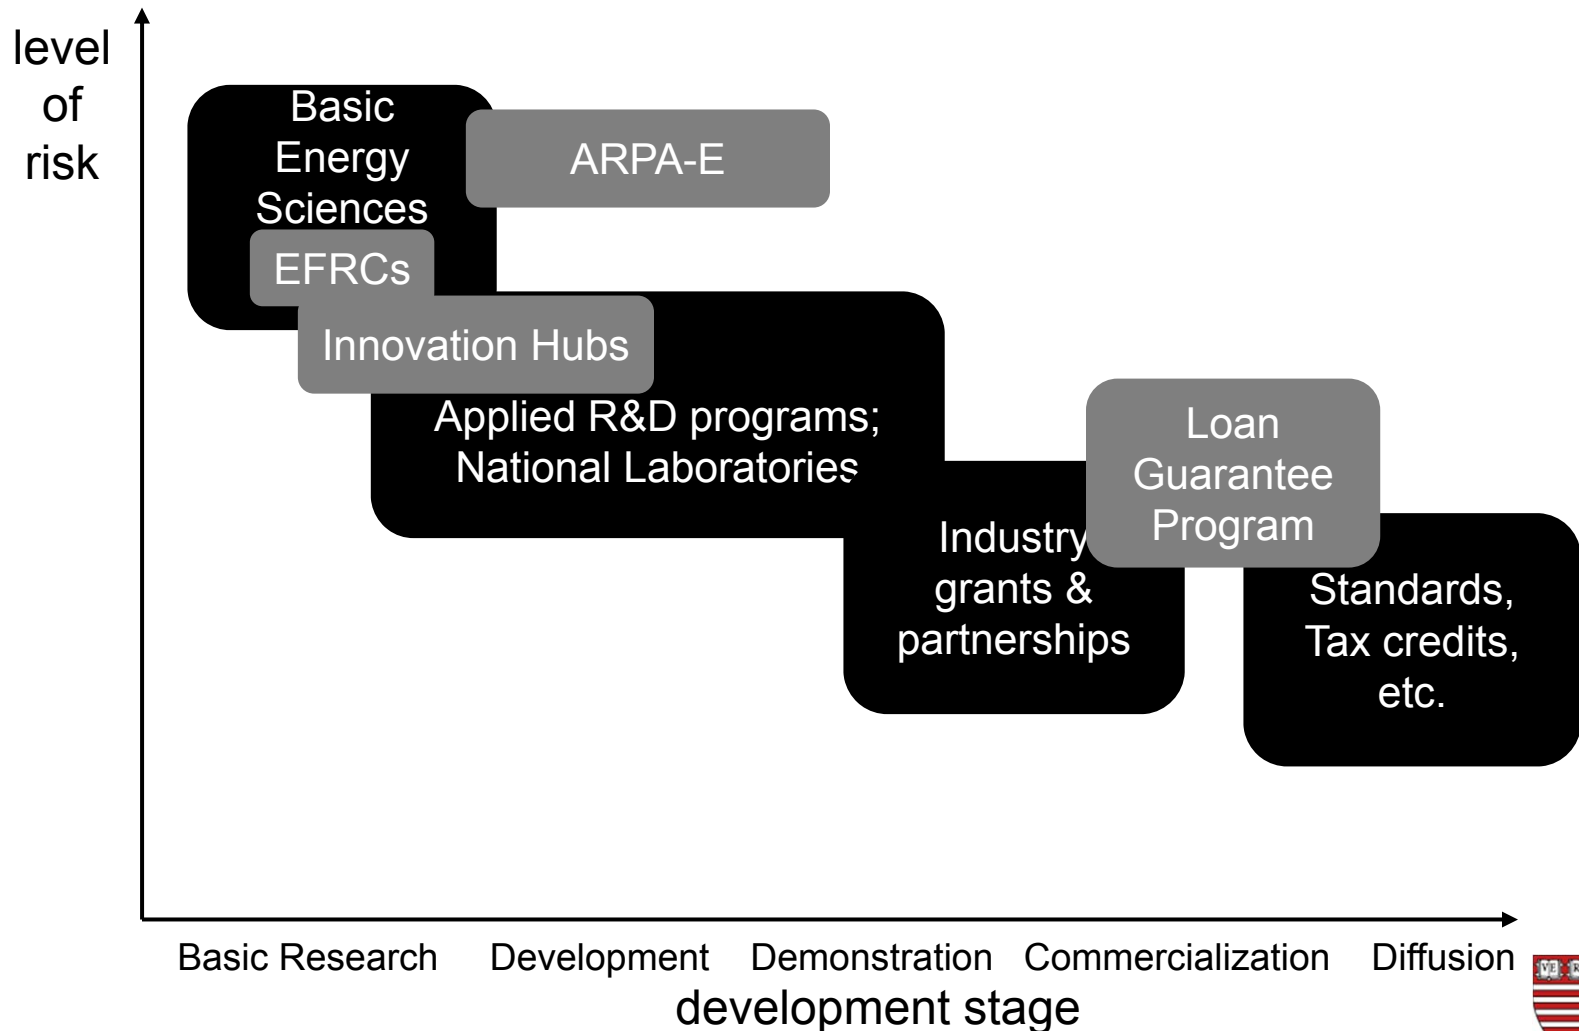 level
of
risk
Basic
Energy
Sciences
ARPA-E
EFRCs
Innovation Hubs
Applied R&D programs;
National Laboratories
Loan
Guarantee
Program
Industry
grants &
partnerships
Standards,
Tax credits,
etc.
Basic Research Development Demonstration Commercialization Diffusion
development stage
VE R